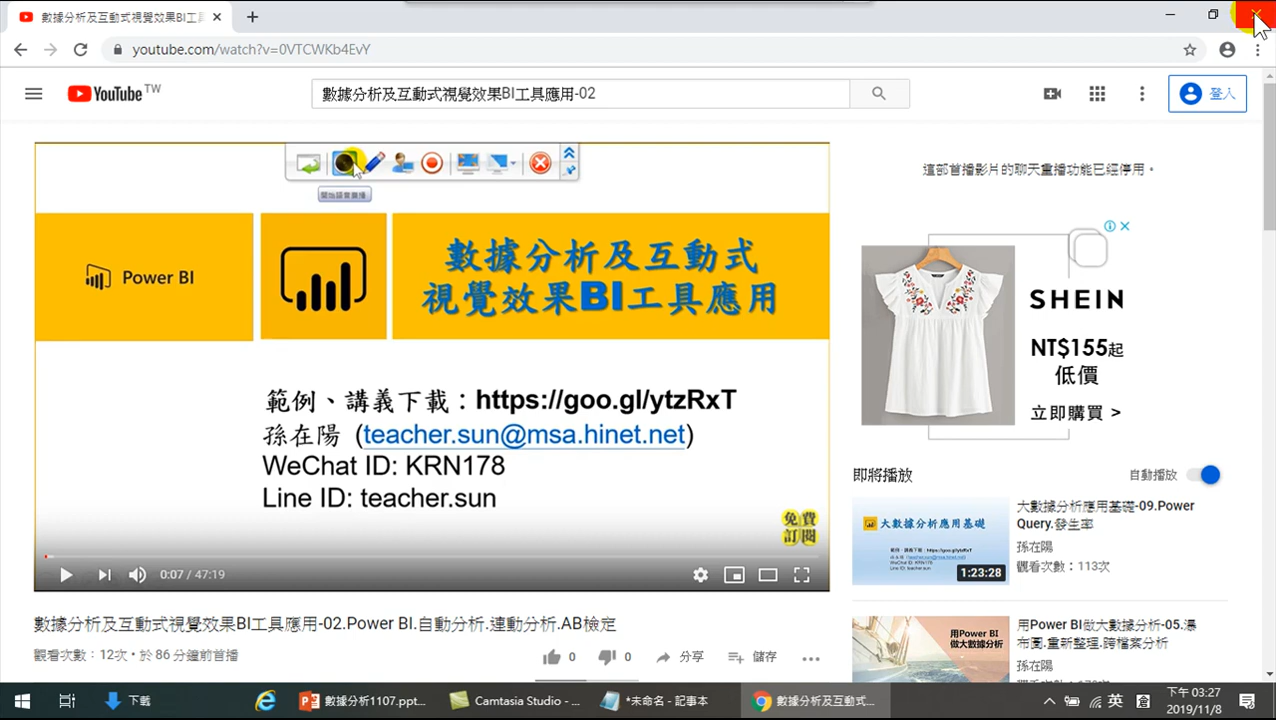 數據分析及互動式視覺效果BI工具
youtube.com/watch?v=0VTCWKb4EvY
YouTube TW
數據分析及互動式視覺效果BI工具應用-02
登入
開始語音廣播
Power BI
數據分析及互動式
視覺效果BI工具應用
範例、講義下載：https://goo.gl/ytzRxT
孫在陽 (teacher.sun@msa.hinet.net)
WeChat ID: KRN178
Line ID: teacher.sun
免費
訂閱
0:07 / 47:19
數據分析及互動式視覺效果BI工具應用-02.Power BI.自動分析.連動分析.AB檢定
觀看次數：12次 • 於 86 分鐘前首播
0
0
分享
儲存
這部首播影片的聊天重播功能已經停用。
SHEIN
NT$155起
低價
立即購買 >
即將播放
自動播放
大數據分析應用基礎
1:23:28
大數據分析應用基礎-09.Power
Query.發生率
孫在陽
觀看次數：113次
用Power BI
做大數據分析
用Power BI做大數據分析-05.瀑
布圖.重新整理.跨檔案分析
孫在陽
下載
數據分析1107.ppt...
Camtasia Studio - ...
*未命名 - 記事本
數據分析及互動式...
英
下午 03:27
2019/11/8